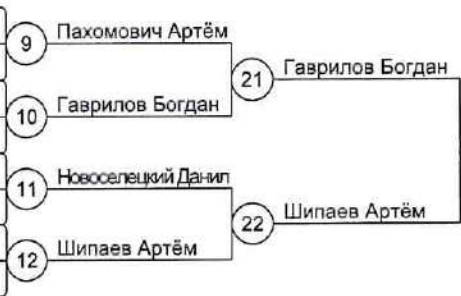 9 Пахомович Артём
21 Гаврилов Богдан
10 Гаврилов Богдан
11 Новоселецкий Данил
22 Шипаев Артём
12 Шипаев Артём